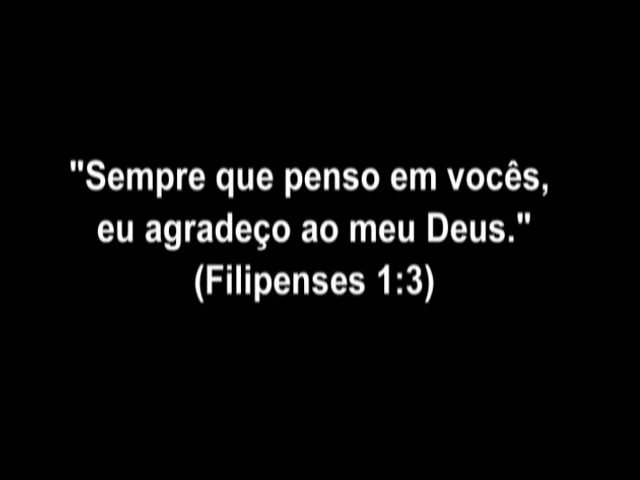 "Sempre que penso em vocês,
eu agradeço ao meu Deus."
(Filipenses 1:3)